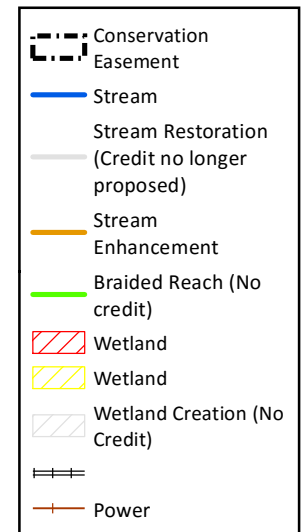 Conservation
Easement
Stream
Stream Restoration
(Credit no longer
proposed)
Stream
Enhancement
Braided Reach (No
credit)
Wetland
Wetland
Wetland Creation (No
Credit)
Power